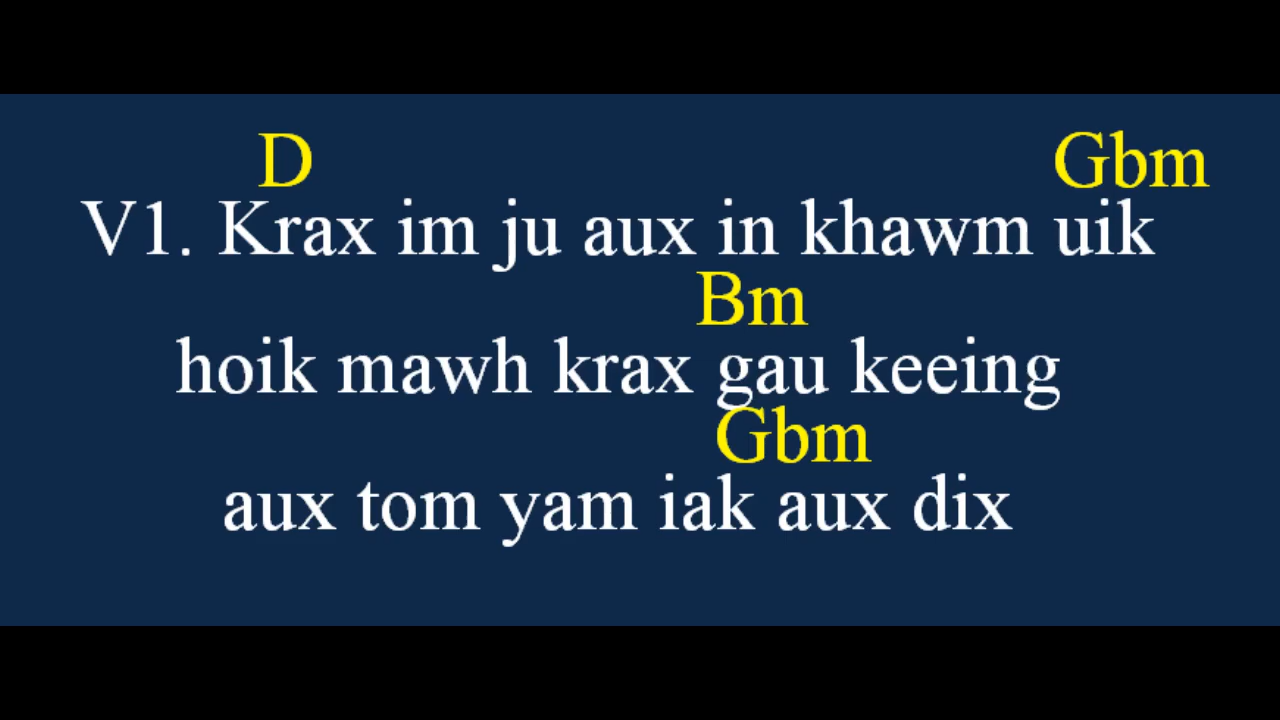 D Gbm
V1. Krax im ju aux in khawm uik
Bm
hoik mawh krax gau keeing
Gbm
aux tom yam iak aux dix